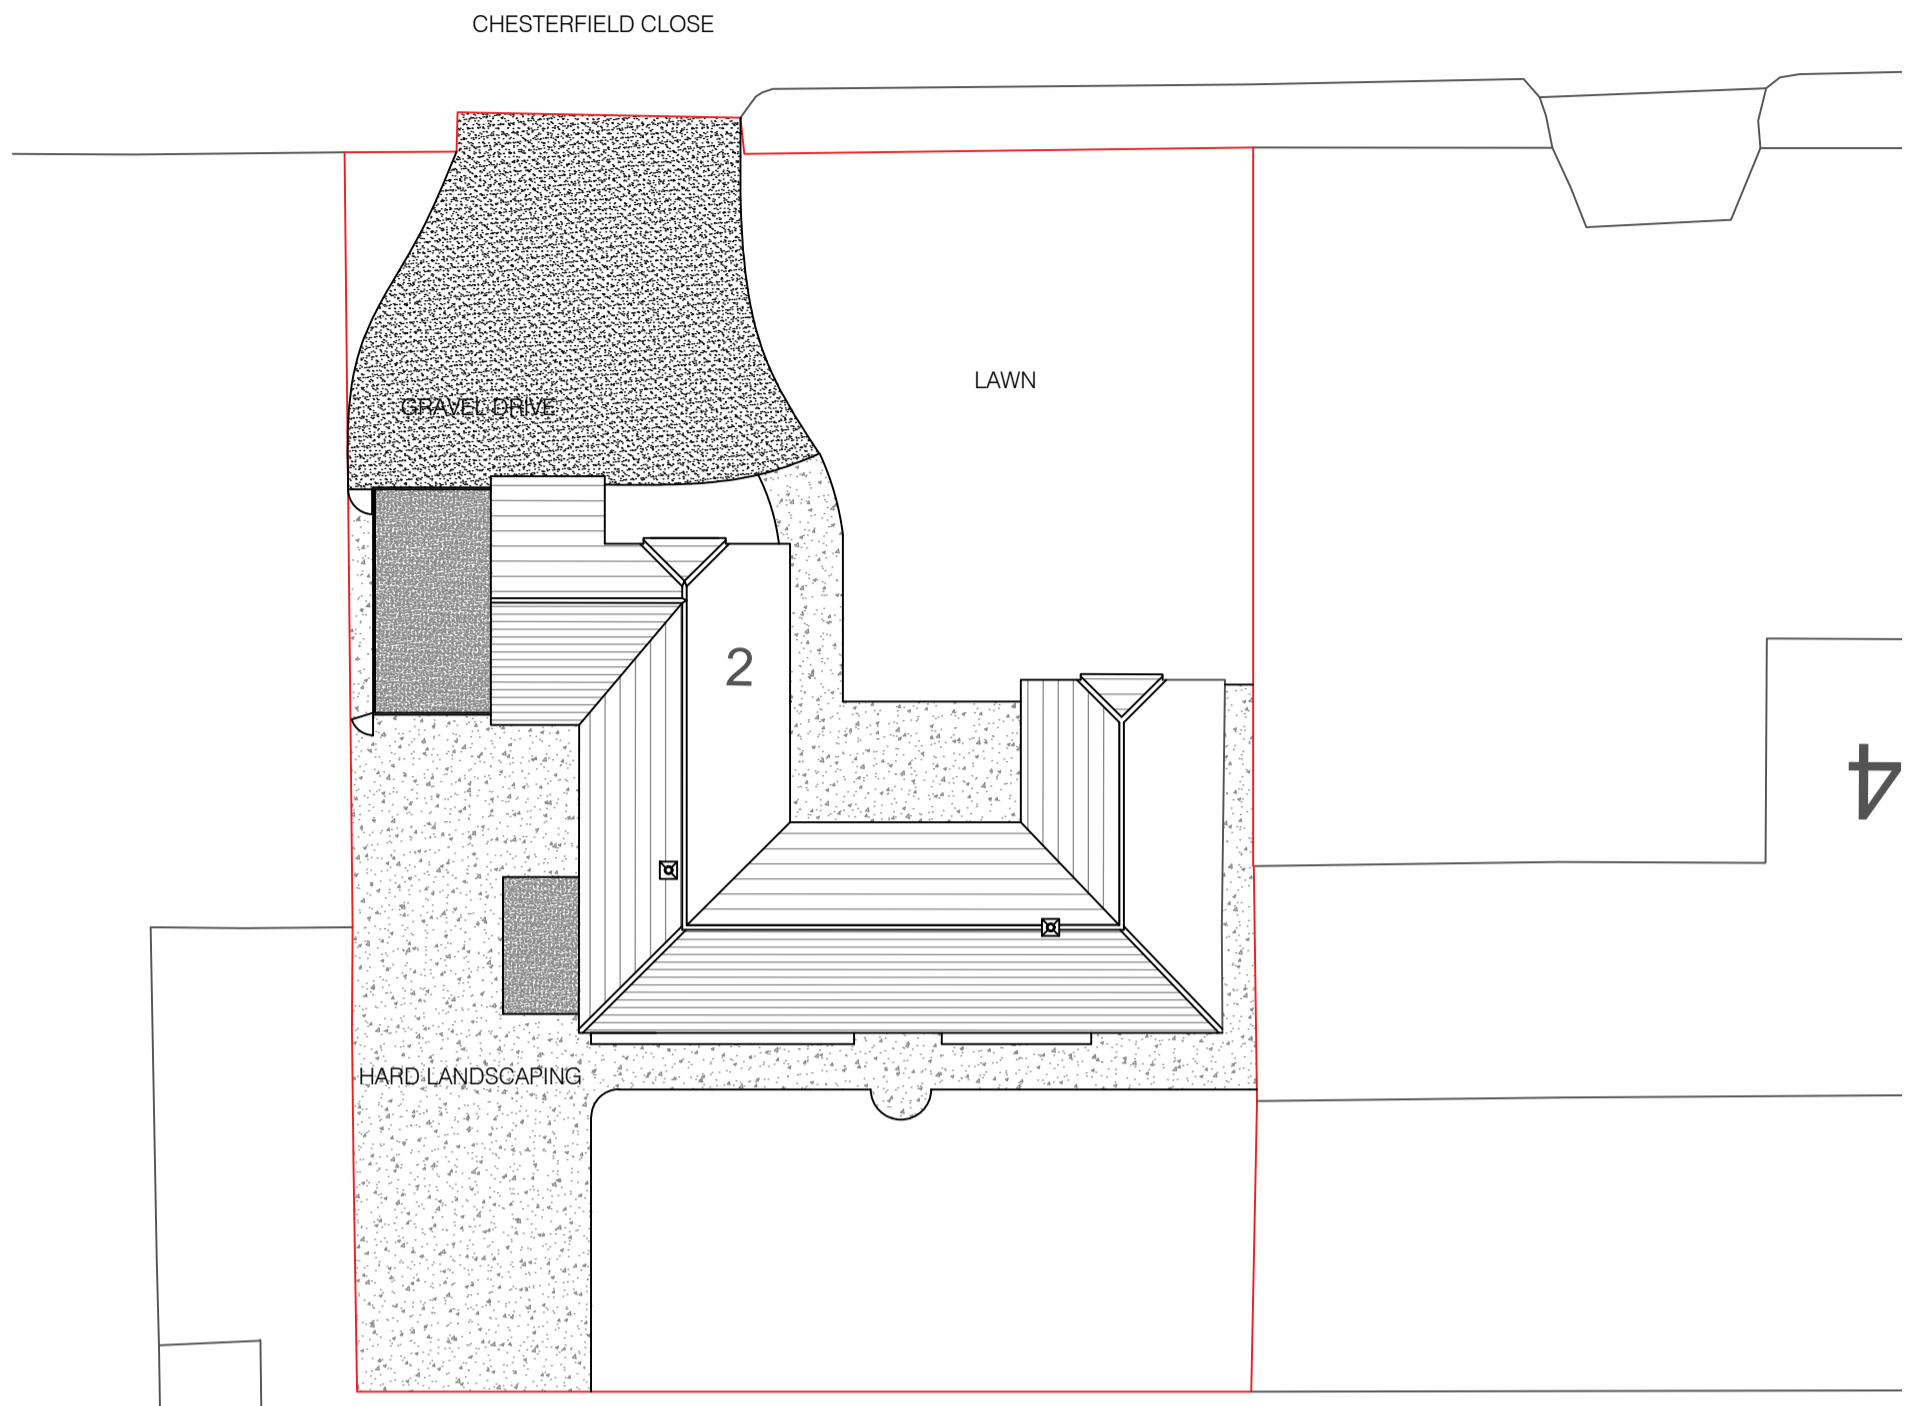 CHESTERFIELD CLOSE
LAWN
GRAVEL DRIVE
2
4
HARD LANDSCAPING